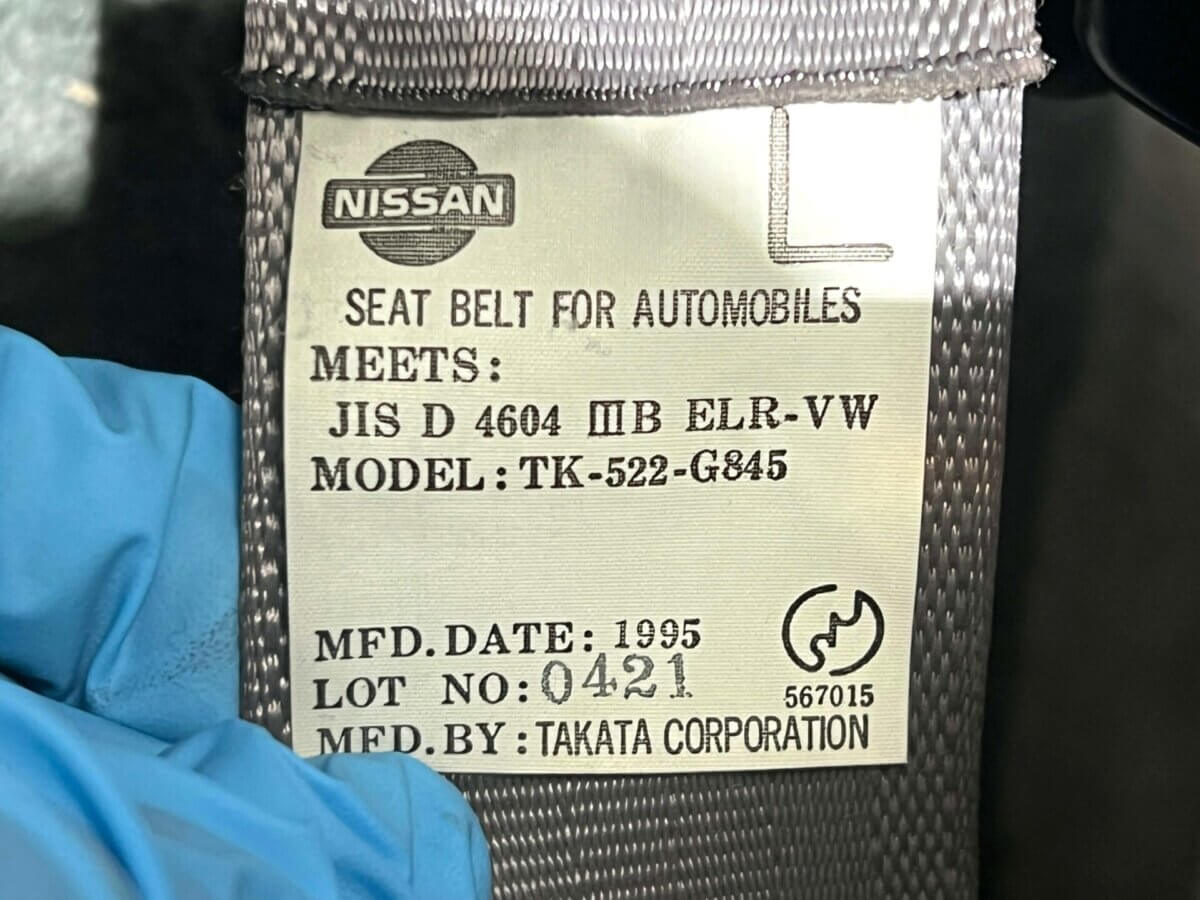 NISSAN
L
SEAT BELT FOR AUTOMOBILES
MEETS:
JIS D 4604 ⅢB ELR-VW
MODEL:TK-522-G845
MFD.DATE: 1995
LOT NO:0421
567015
MFD.BY:TAKATA CORPORATION